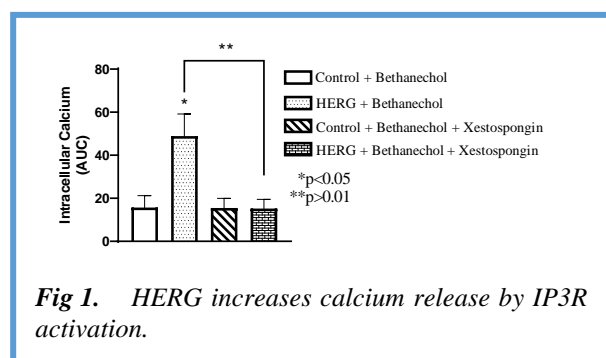 **
80
60
40
20
0
Intracellular Calcium
(AUC)
*
Control + Bethanechol
HERG + Bethanechol
Control + Bethanechol + Xestospongin
HERG + Bethanechol + Xestospongin
*p<0.05
**p>0.01
Fig 1. HERG increases calcium release by IP3R
activation.